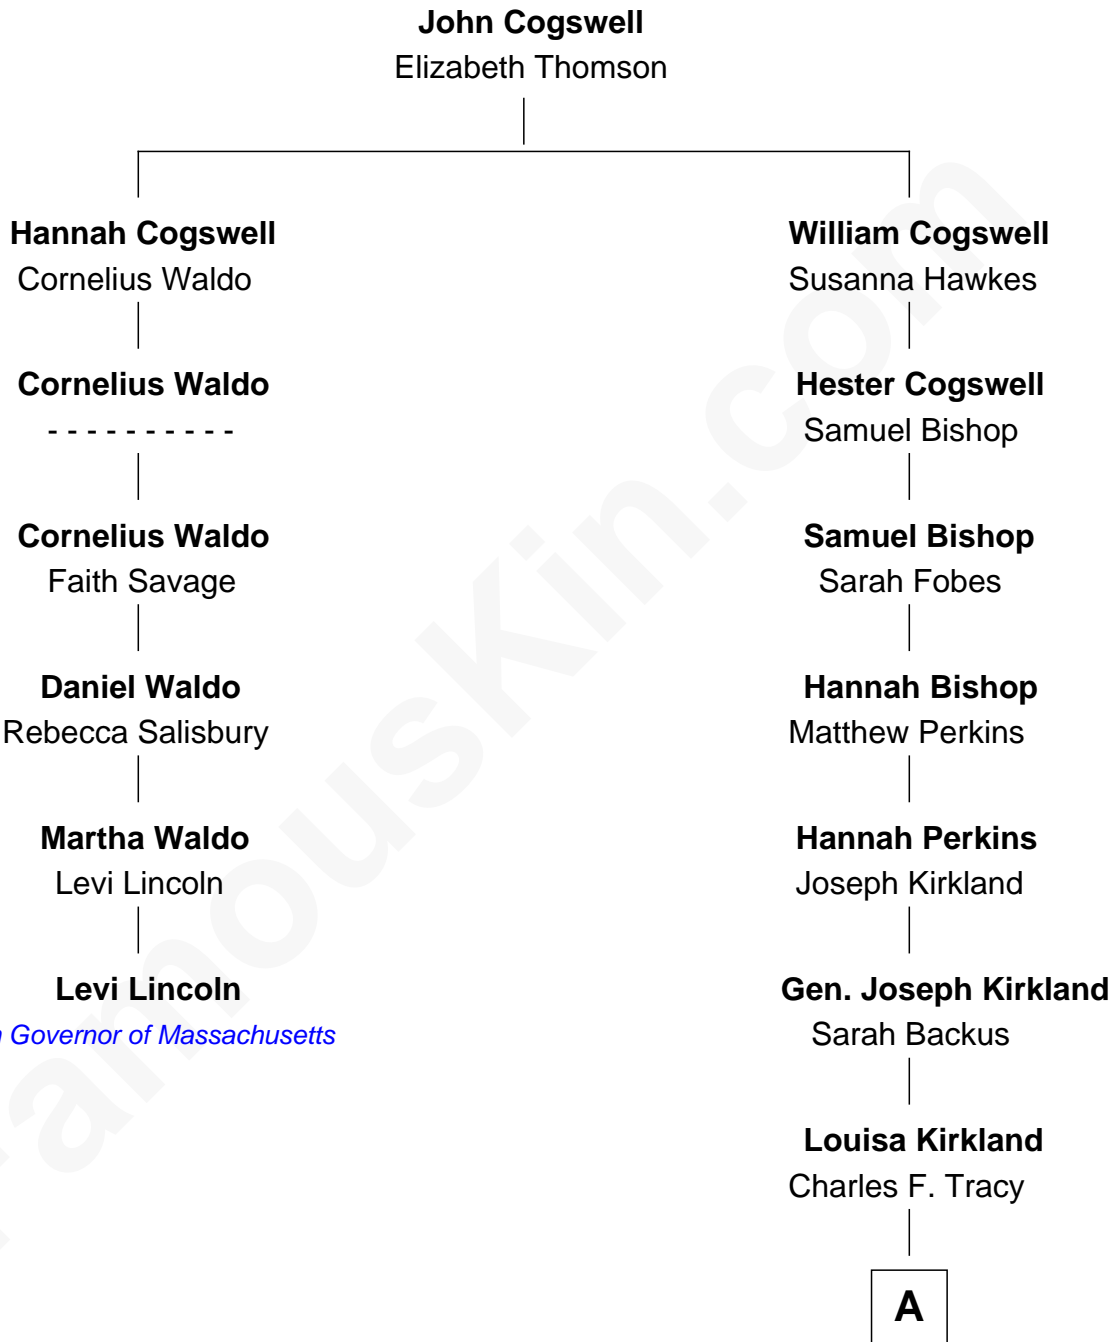 John Cogswell
Elizabeth Thomson
Hannah Cogswell
Cornelius Waldo
Cornelius Waldo
- - - - - - - - - -
Cornelius Waldo
Faith Savage
Daniel Waldo
Rebecca Salisbury
Martha Waldo
Levi Lincoln
Levi Lincoln
Governor of Massachusetts
William Cogswell
Susanna Hawkes
Hester Cogswell
Samuel Bishop
Samuel Bishop
Sarah Fobes
Hannah Bishop
Matthew Perkins
Hannah Perkins
Joseph Kirkland
Gen. Joseph Kirkland
Sarah Backus
Louisa Kirkland
Charles F. Tracy
A
FamousKin.com